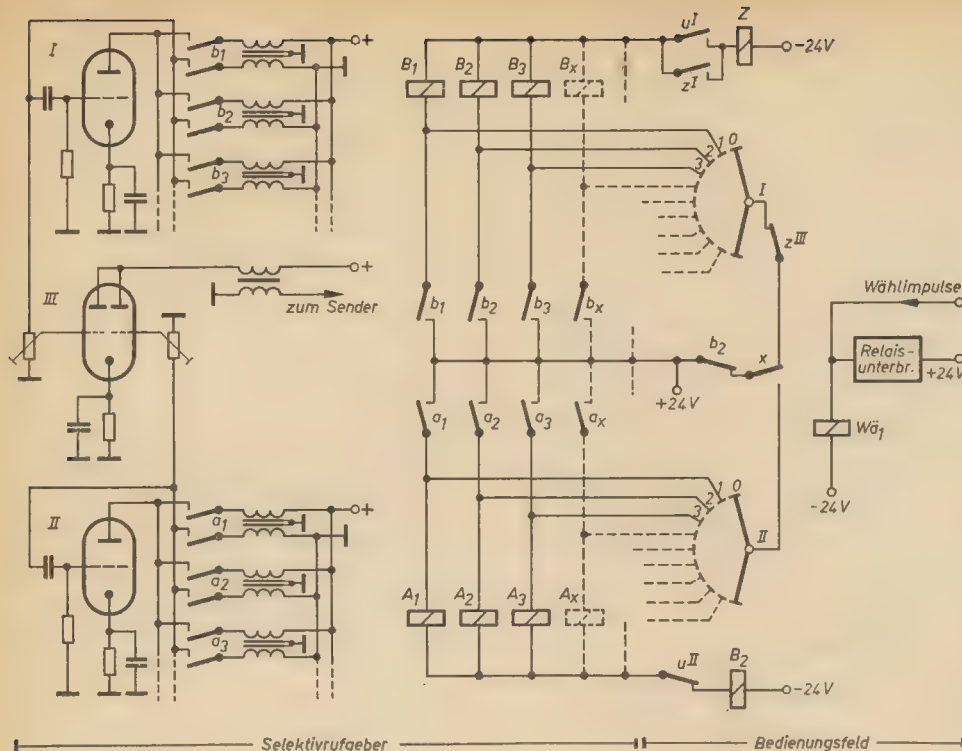 I
b1
b2
b3
+
III
+
zum Sender
II
a1
a2
a3
+
B1 B2 B3 Bx
uI
zI
Z
-24V
3 2 1 0
I
zIII
b1 b2 b3 bx
b2
x
+24V
a1 a2 a3 ax
Wählimpulse
Relais-
unterbr.
+24V
Wä1
-24V
3 2 1 0
II
A1 A2 A3 Ax
uII
B2
-24V
Selektivrufgeber
Bedienungsfeld